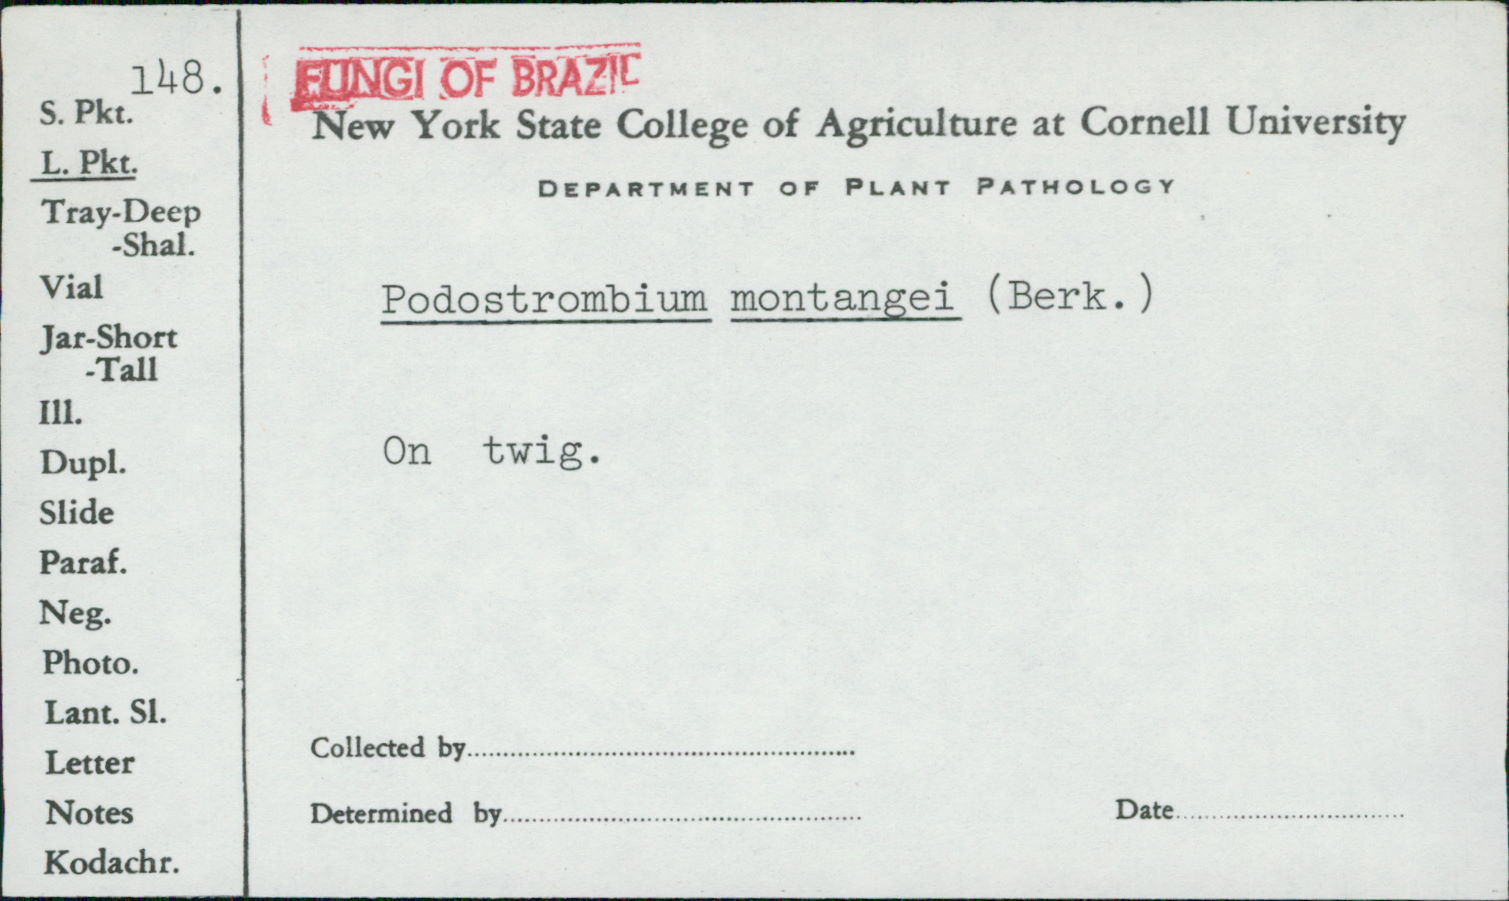 148.
S. Pkt.
L. Pkt.
Tray-Deep
-Shal.
Vial
Jar-Short
-Tall
Ill.
Dupl.
Slide
Paraf.
Neg.
Photo.
Lant. Sl.
Letter
Notes
Kodachr.
FUNGI OF BRAZIL
New York State College of Agriculture at Cornell University
DEPARTMENT OF PLANT PATHOLOGY
Podostrombium montangei (Berk.)
On twig.
Collected by
Determined by
Date